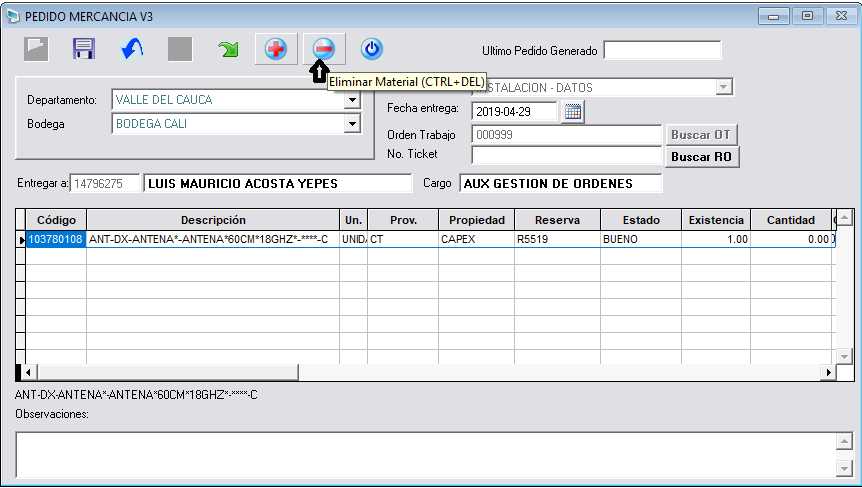 PEDIDO MERCANCIA V3
Ultimo Pedido Generado
Eliminar Material (CTRL+DEL)
STALACION - DATOS
Departamento: VALLE DEL CAUCA
Fecha entrega: 2019-04-29
Bodega BODEGA CALI
Orden Trabajo 000999 Buscar OT
No. Ticket Buscar RO
Entregar a: 14796275 LUIS MAURICIO ACOSTA YEPES Cargo AUX GESTION DE ORDENES
Código Descripción Un. Prov. Propiedad Reserva Estado Existencia Cantidad
103780108 ANT-DX-ANTENA*-ANTENA*60CM*18GHZ*-****-C UNID CT CAPEX R5519 BUENO 1.00 0.00
ANT-DX-ANTENA*-ANTENA*60CM*18GHZ*-****-C
Observaciones: